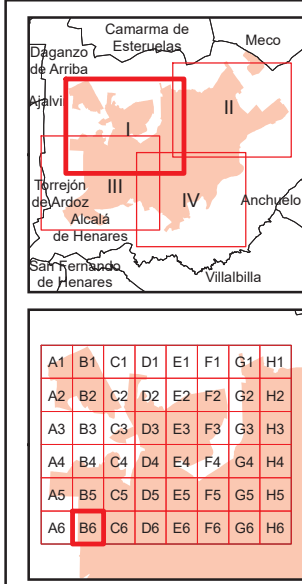 Camarma de
Esteruelas
Meco
Daganzo
de Arriba
Ajalvi
I
II
III
IV
Torrejón
de Ardoz
Anchuelo
Alcalá
de Henares
San Fernando
de Henares
Villalbilla
A1 B1 C1 D1 E1 F1 G1 H1
A2 B2 C2 D2 E2 F2 G2 H2
A3 B3 C3 D3 E3 F3 G3 H3
A4 B4 C4 D4 E4 F4 G4 H4
A5 B5 C5 D5 E5 F5 G5 H5
A6 B6 C6 D6 E6 F6 G6 H6